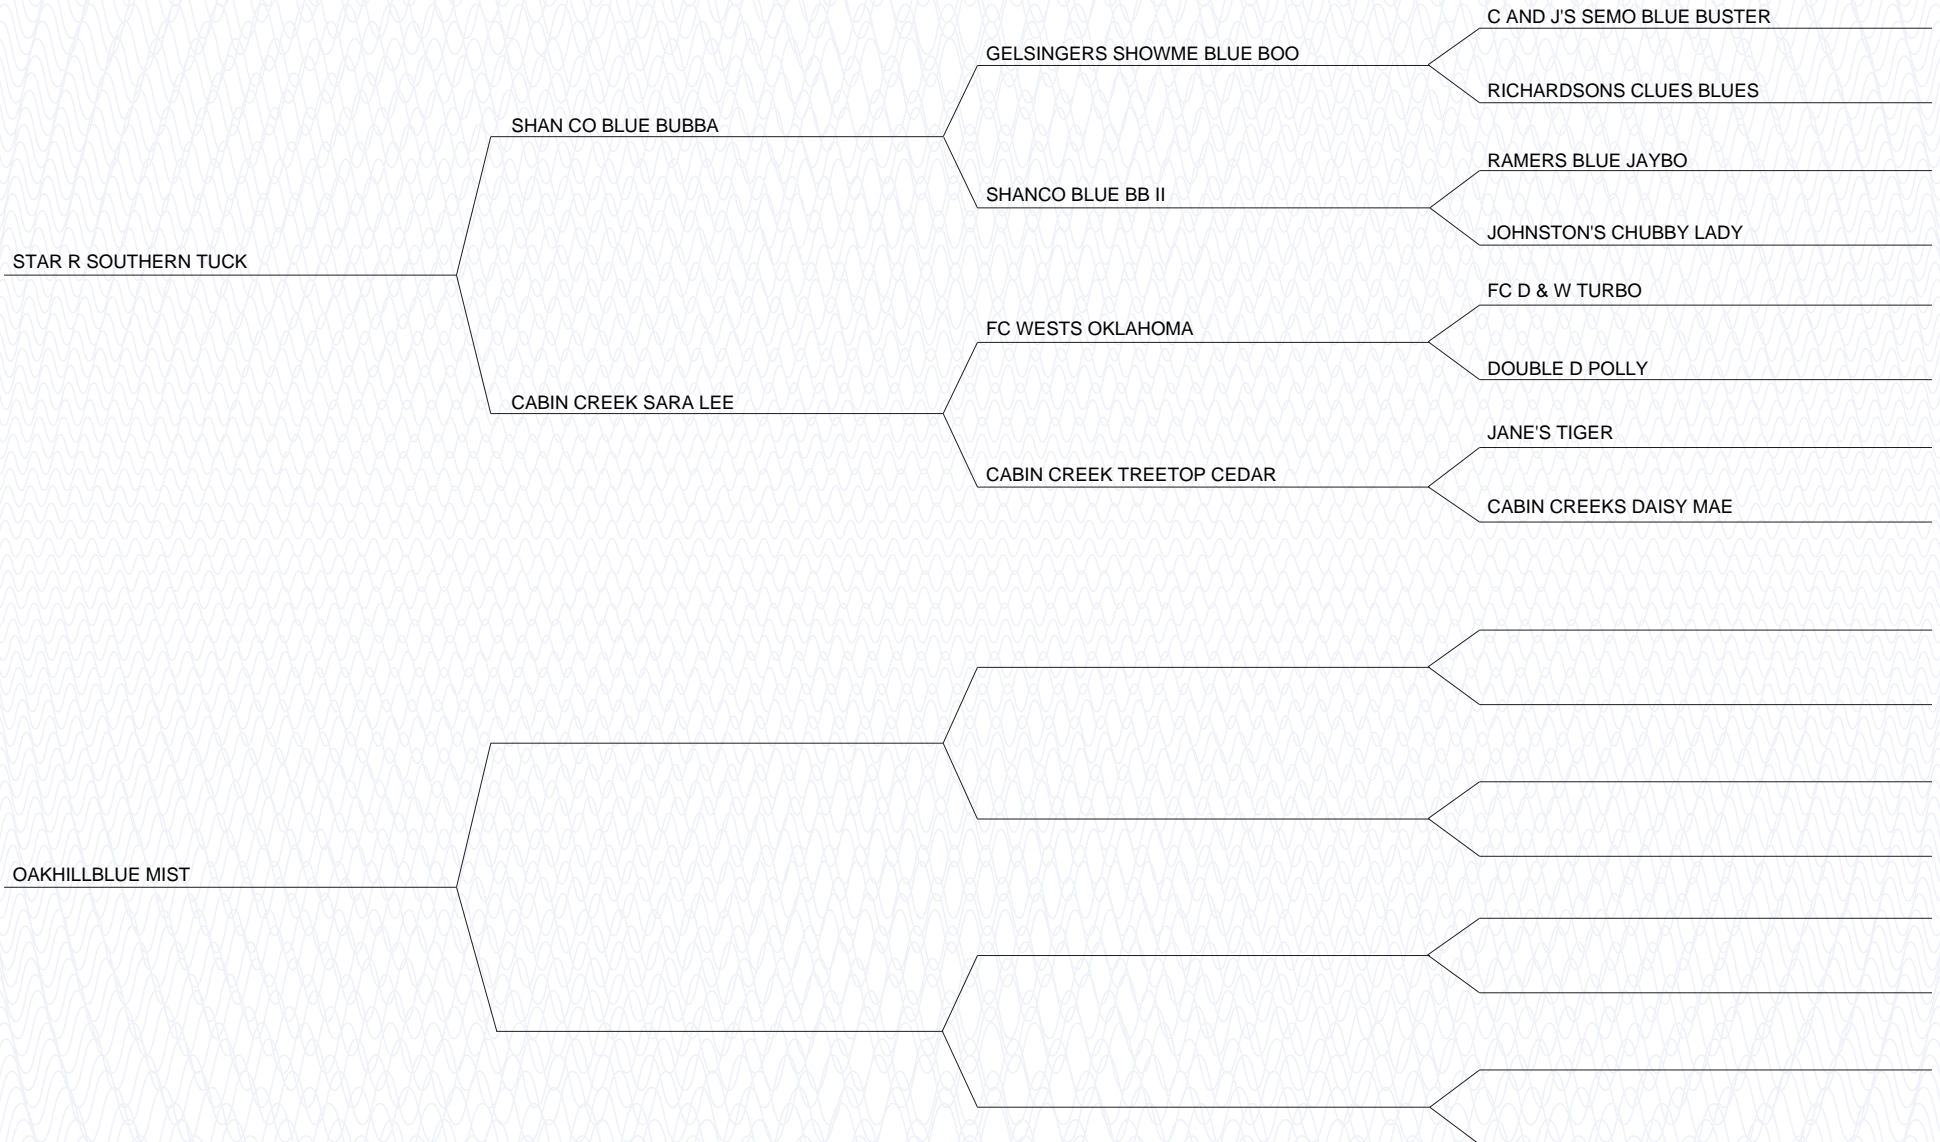 C AND J'S SEMO BLUE BUSTER
GELSINGERS SHOWME BLUE BOO
RICHARDSONS CLUES BLUES
SHAN CO BLUE BUBBA
RAMERS BLUE JAYBO
SHANCO BLUE BB II
JOHNSTON'S CHUBBY LADY
STAR R SOUTHERN TUCK
FC D & W TURBO
FC WESTS OKLAHOMA
DOUBLE D POLLY
CABIN CREEK SARA LEE
JANE'S TIGER
CABIN CREEK TREETOP CEDAR
CABIN CREEKS DAISY MAE
OAKHILLBLUE MIST